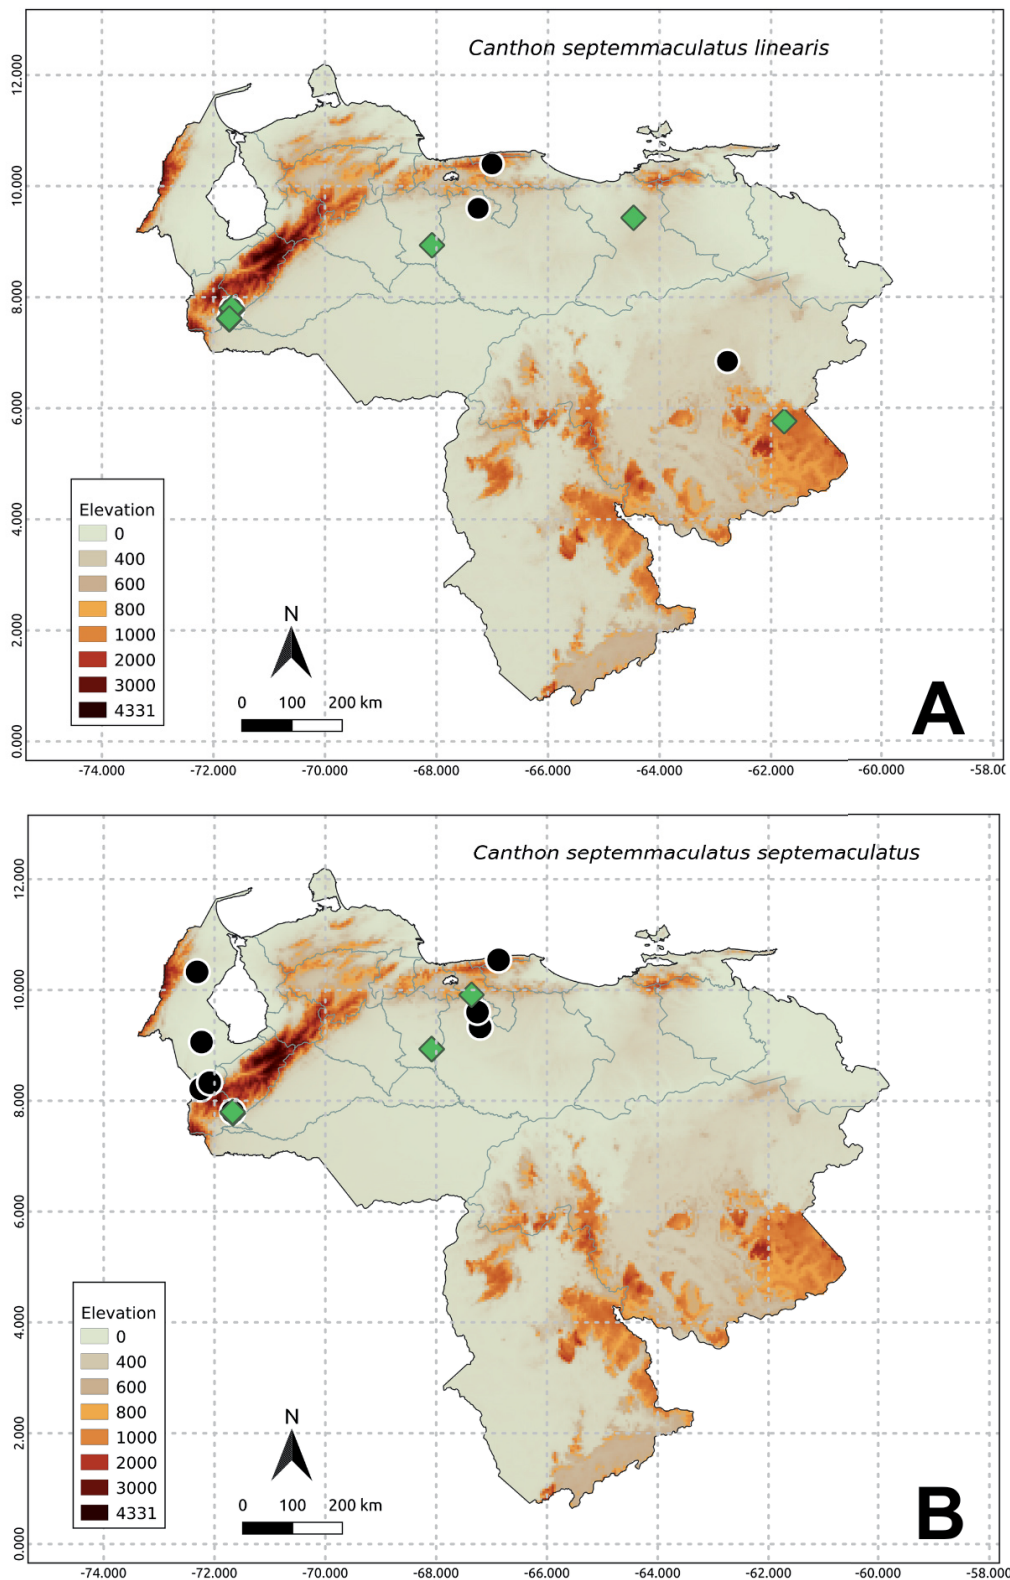 Canthon septemmaculatus linearis
12.000
10.000
8.000
6.000
4.000
2.000
0.000
Elevation
0
400
600
800
1000
2000
3000
4331
N
0 100 200 km
A
-74.000 -72.000 -70.000 -68.000 -66.000 -64.000 -62.000 -60.000 -58.00
Canthon septemmaculatus septemaculatus
12.000
10.000
8.000
6.000
4.000
2.000
0.000
Elevation
0
400
600
800
1000
2000
3000
4331
N
0 100 200 km
B
-74.000 -72.000 -70.000 -68.000 -66.000 -64.000 -62.000 -60.000 -58.000